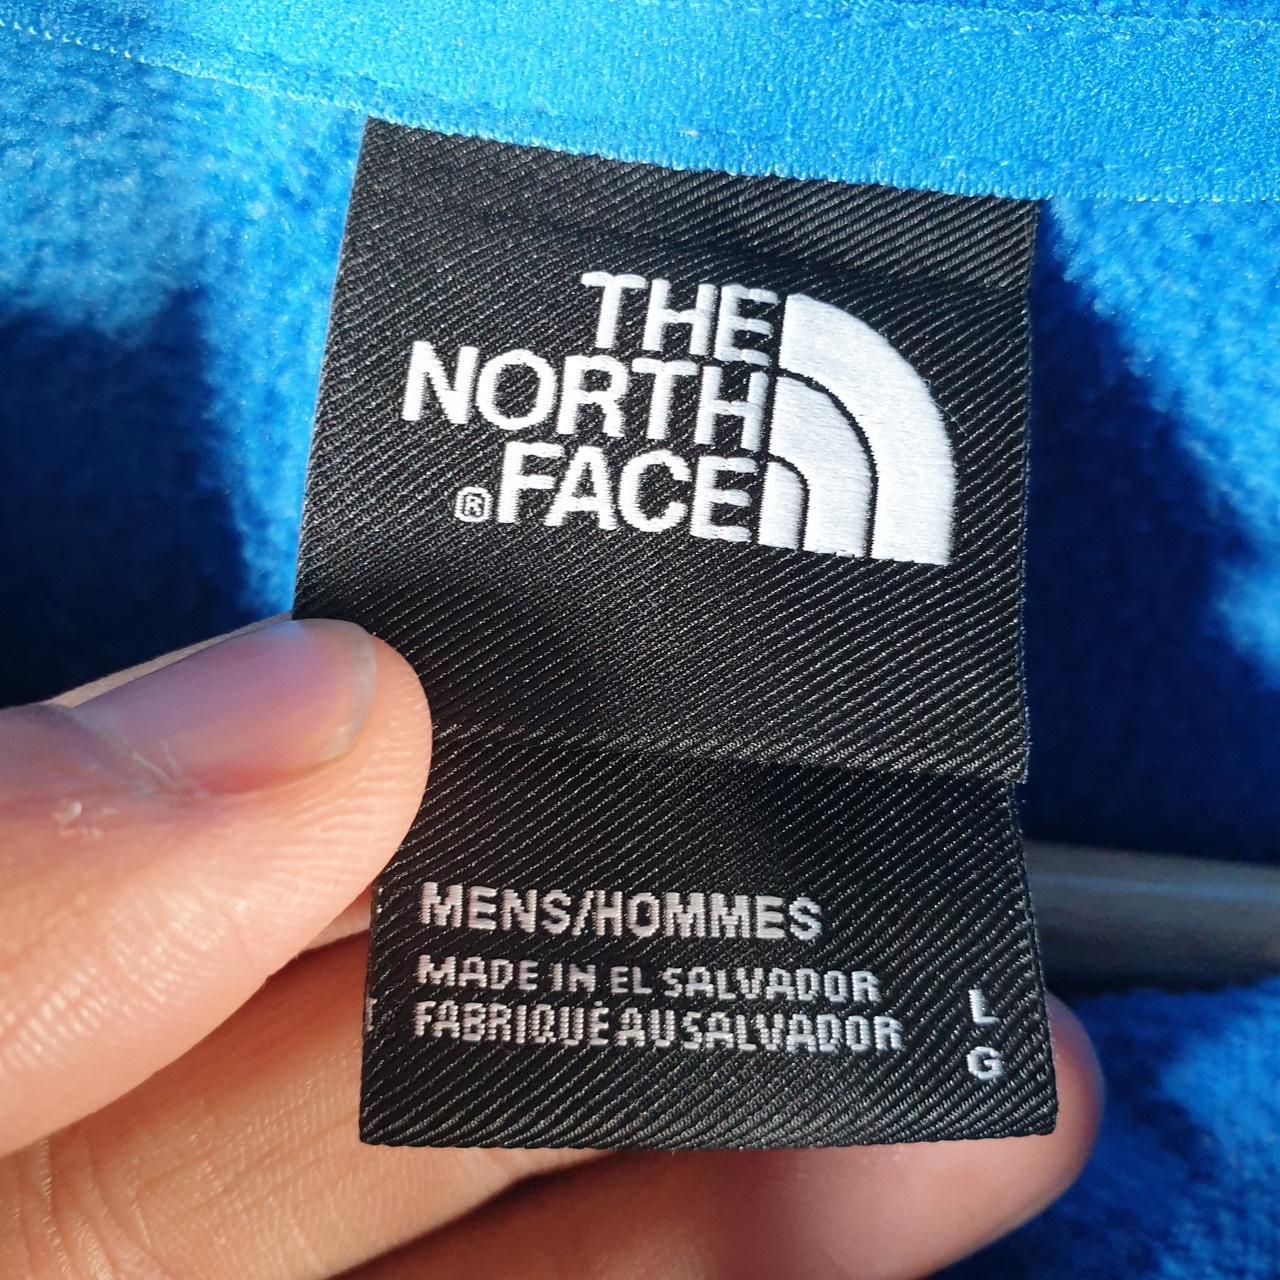 THE
NORTH
®FACE
MENS/HOMMES
MADE IN EL SALVADOR
FABRIQUÉ AU SALVADOR
L
G